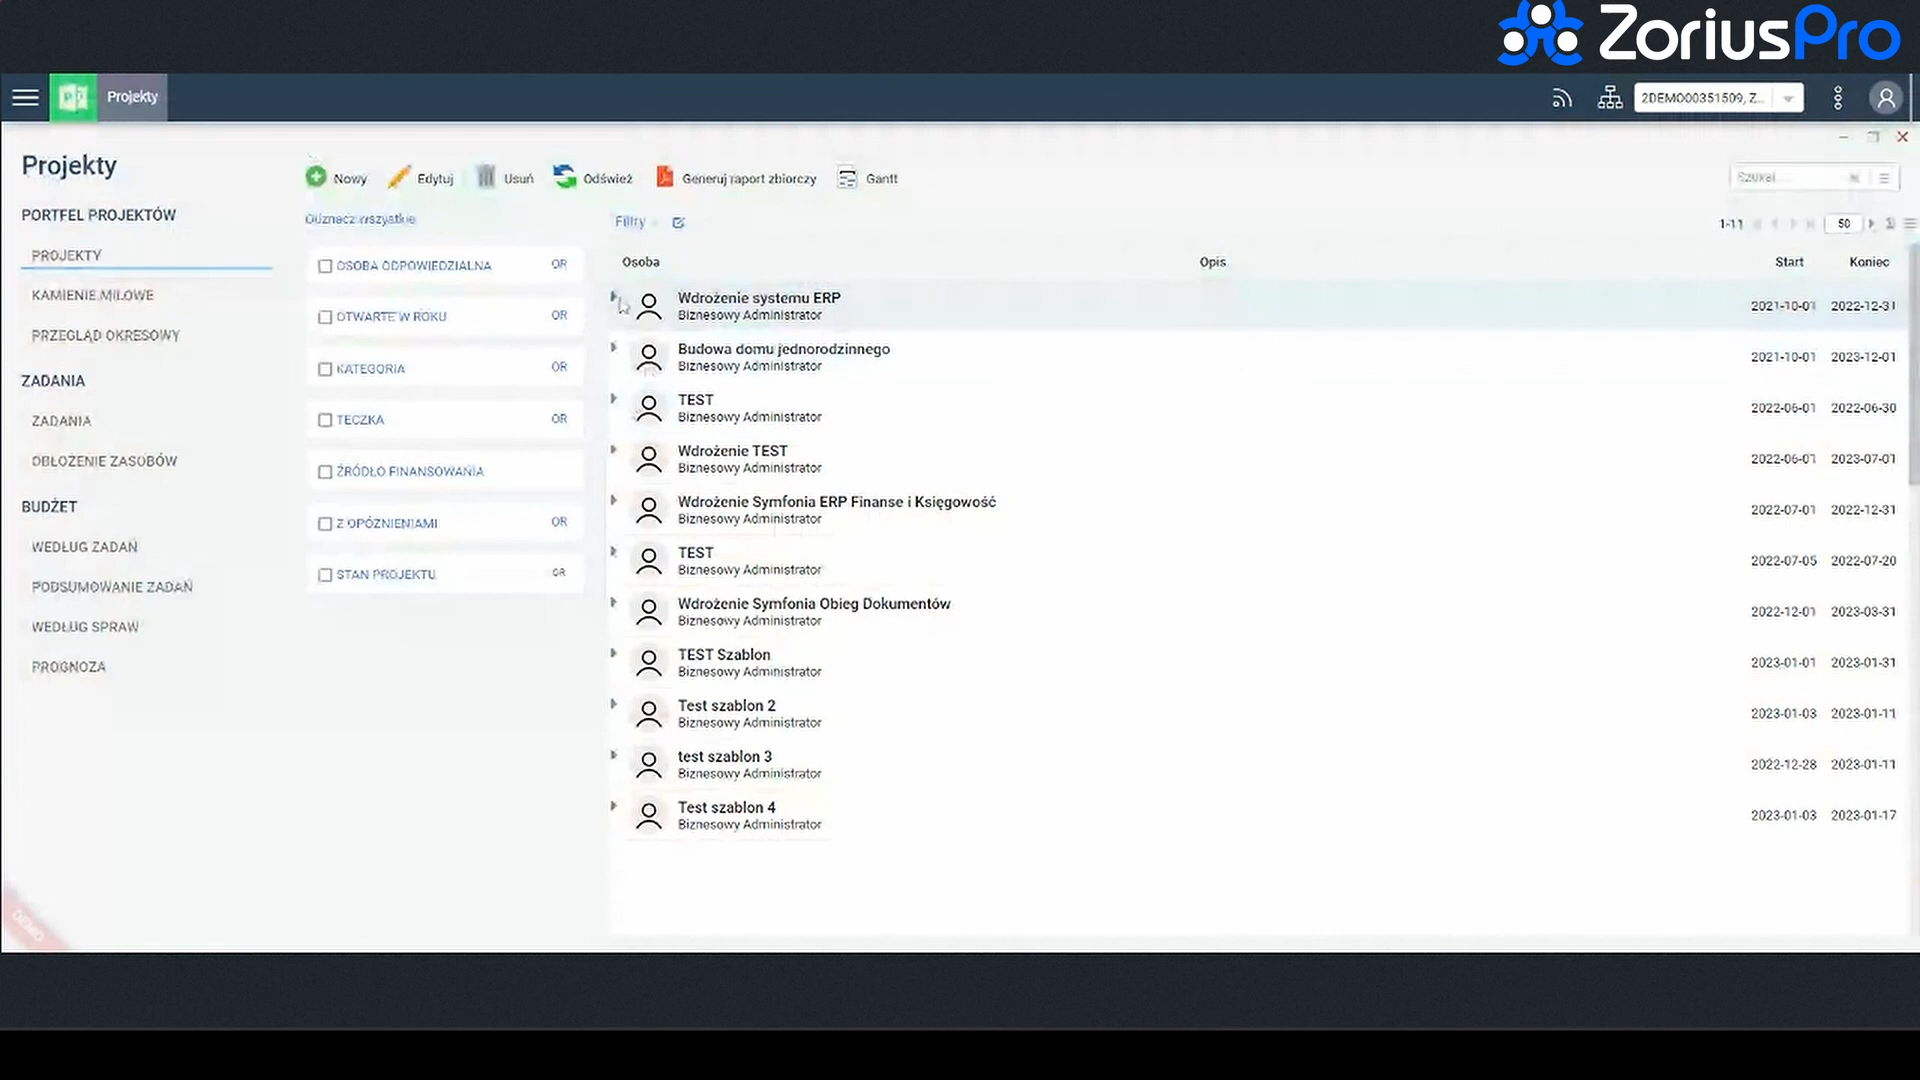 ZoriusPro
Projekty
2DEMO00351509, Z...
Projekty
Nowy
Edytuj
Usuń
Odśwież
Generuj raport zbiorczy
Gantt
Szukaj...
PORTFEL PROJEKTÓW
PROJEKTY
KAMIENIE MILOWE
PRZEGLĄD OKRESOWY
ZADANIA
ZADANIA
OBŁOŻENIE ZASOBÓW
BUDŻET
WEDŁUG ZADAŃ
PODSUMOWANIE ZADAŃ
WEDŁUG SPRAW
PROGNOZA
DEMO
Odznacz wszystkie
OSOBA ODPOWIEDZIALNA OR
OTWARTE W ROKU OR
KATEGORIA OR
TECZKA OR
ŹRÓDŁO FINANSOWANIA
Z OPÓŹNIENIAMI OR
STAN PROJEKTU OR
Filtry
1-11
50
Osoba Opis Start Koniec
Wdrożenie systemu ERP
Biznesowy Administrator
2021-10-01 2022-12-31
Budowa domu jednorodzinnego
Biznesowy Administrator
2021-10-01 2023-12-01
TEST
Biznesowy Administrator
2022-06-01 2022-06-30
Wdrożenie TEST
Biznesowy Administrator
2022-06-01 2023-07-01
Wdrożenie Symfonia ERP Finanse i Księgowość
Biznesowy Administrator
2022-07-01 2022-12-31
TEST
Biznesowy Administrator
2022-07-05 2022-07-20
Wdrożenie Symfonia Obieg Dokumentów
Biznesowy Administrator
2022-12-01 2023-03-31
TEST Szablon
Biznesowy Administrator
2023-01-01 2023-01-31
Test szablon 2
Biznesowy Administrator
2023-01-03 2023-01-11
test szablon 3
Biznesowy Administrator
2022-12-28 2023-01-11
Test szablon 4
Biznesowy Administrator
2023-01-03 2023-01-17